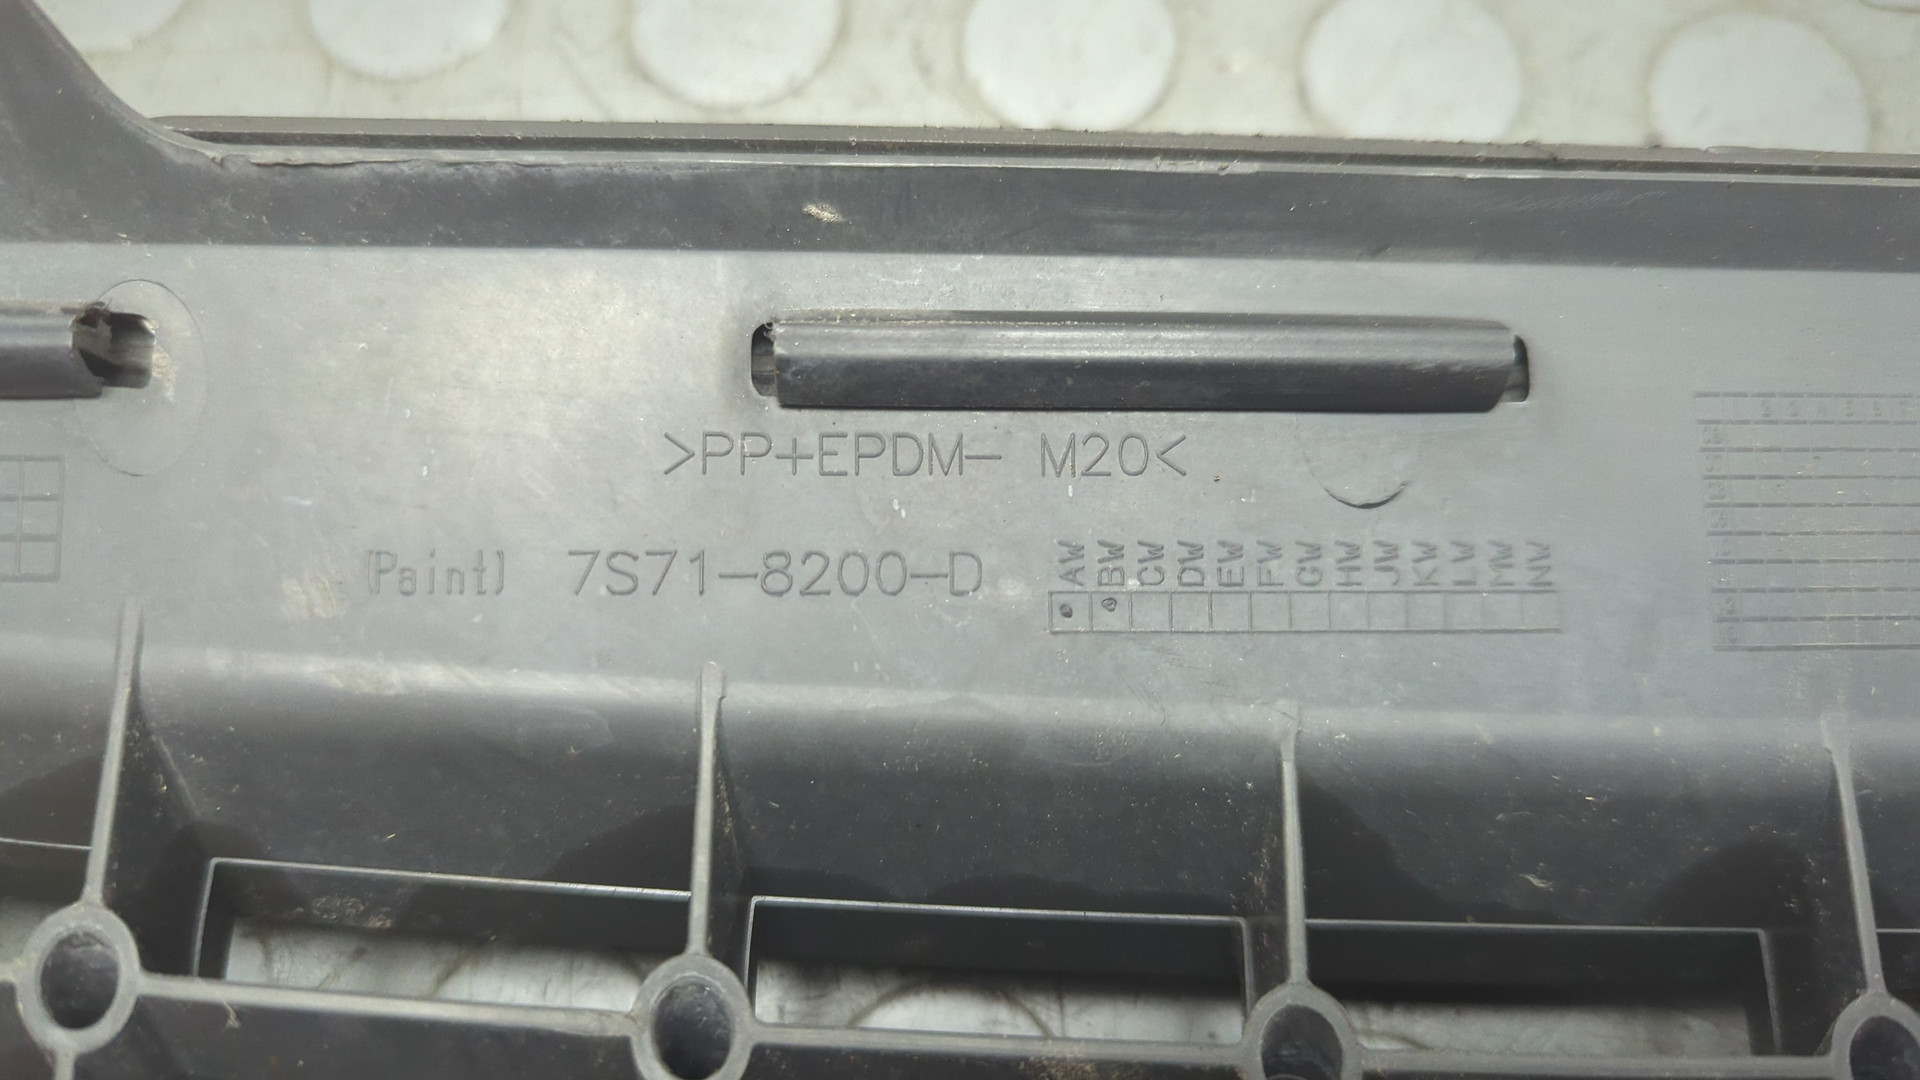 >PP+EPDM- M20<
(Paint) 7S71-8200-D
AW BW CW DW EW FW GW HW JW KW LW MW NW